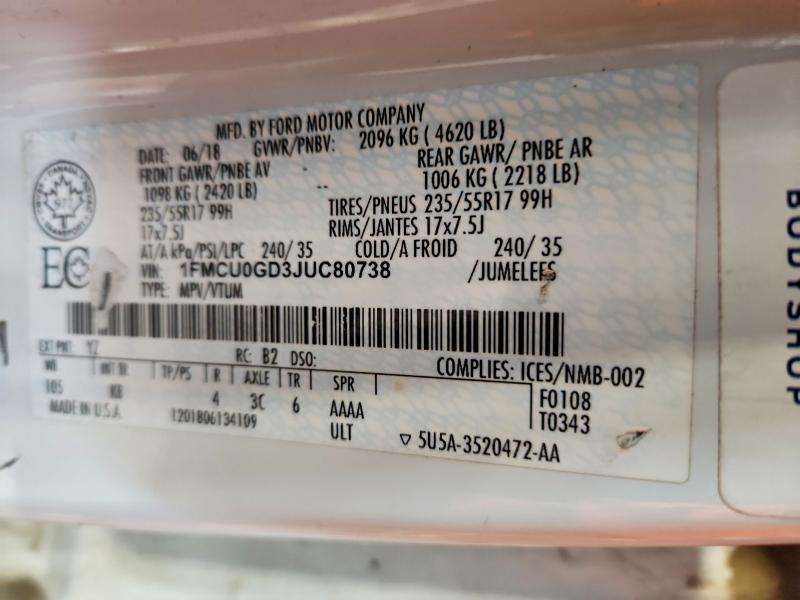 MFD. BY FORD MOTOR COMPANY
DATE: 06/18 GVWR/PNBV: 2096 KG ( 4620 LB)
FRONT GAWR/PNBE AV REAR GAWR/ PNBE AR
1098 KG ( 2420 LB) 1006 KG ( 2218 LB)
235/55R17 99H TIRES/PNEUS 235/55R17 99H
17x7.5J RIMS/JANTES 17x7.5J
AT/A kPa/PSI/LPC 240/ 35 COLD/A FROID 240/ 35
VIN: 1FMCU0GD3JUC80738 /JUMELEES
TYPE: MPV/VTUM
CANADA
TRANSPORT
EC
EXT PNT: YZ RC: B2 DSO: COMPLIES: ICES/NMB-002
WB INT TR TP/PS R AXLE TR SPR F0108
105 KB 4 3C 6 AAAA T0343
MADE IN U.S.A. 1201806134109 ULT ▽ 5U5A-3520472-AA
BODYSHOP